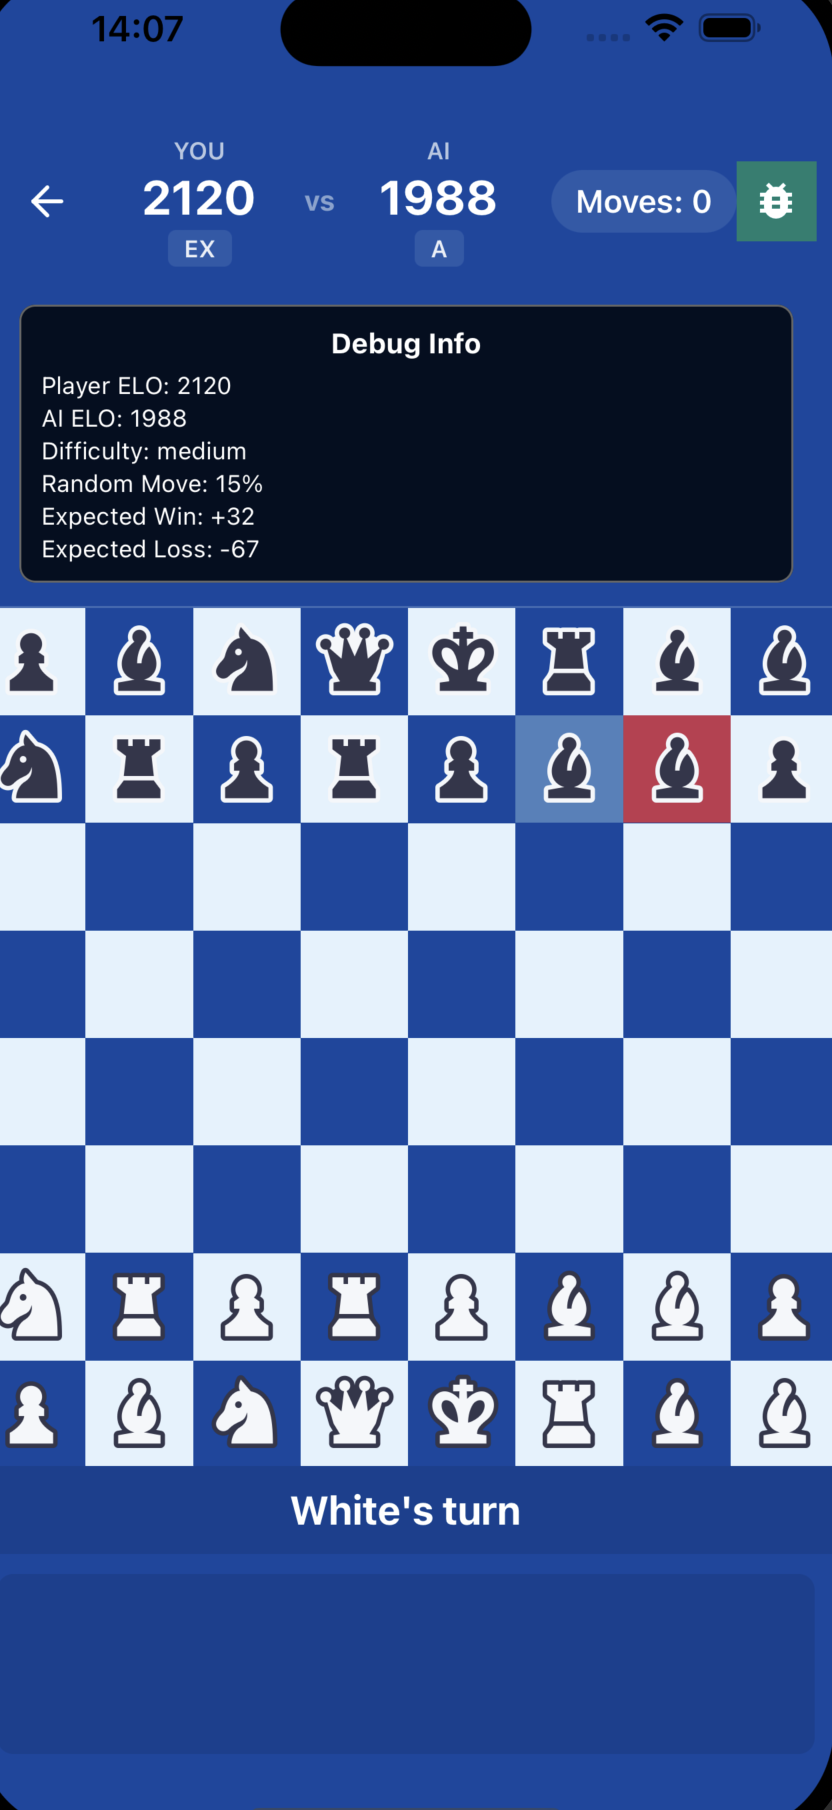 14:07
YOU
AI
2120
vs
1988
Moves: 0
EX
A
Debug Info
Player ELO: 2120
AI ELO: 1988
Difficulty: medium
Random Move: 15%
Expected Win: +32
Expected Loss: -67
White's turn